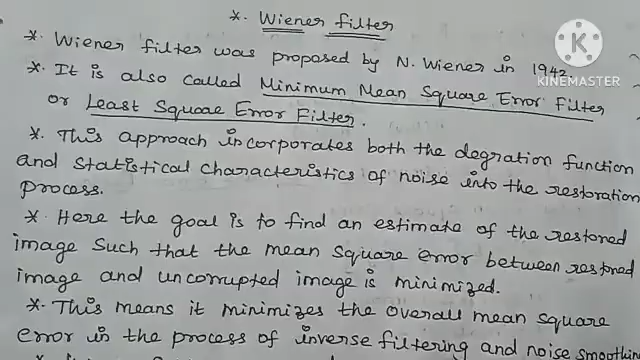 *. Wiener filter
*. Wiener filter was proposed by N. Wiener in 1942
*. It is also called Minimum Mean Square Error filter
or Least Square Error Filter.
*. This approach incorporates both the degration function
and statistical characteristics of noise into the restoration
process.
*. Here the goal is to find an estimate of the restored
image such that the mean square error between restored
image and uncorrupted image is minimized.
*. This means it minimizes the overall mean square
error in the process of inverse filtering and noise smoothin
K
KINEMASTER